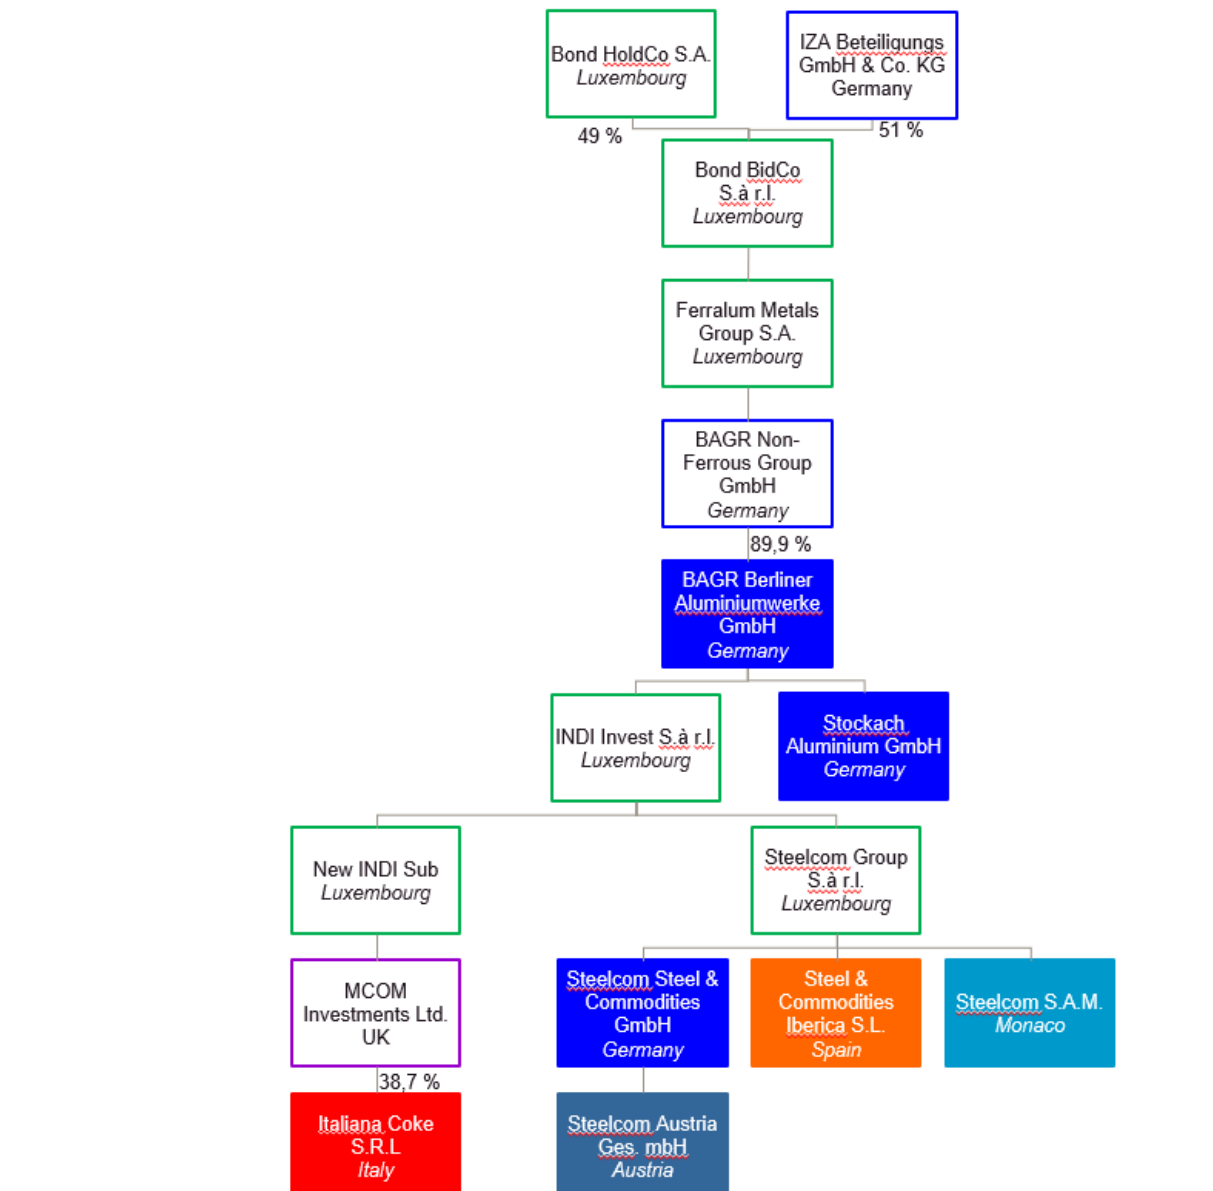 Bond HoldCo S.A.
Luxembourg
IZA Beteiligungs
GmbH & Co. KG
Germany
49 %
51 %
Bond BidCo
S.à r.l.
Luxembourg
Ferralum Metals
Group S.A.
Luxembourg
BAGR Non-
Ferrous Group
GmbH
Germany
89,9 %
BAGR Berliner
Aluminiumwerke
GmbH
Germany
INDI Invest S.à r.l.
Luxembourg
Stockach
Aluminium GmbH
Germany
New INDI Sub
Luxembourg
Steelcom Group
S.à r.l.
Luxembourg
MCOM
Investments Ltd.
UK
Steelcom Steel &
Commodities
GmbH
Germany
Steel &
Commodities
Iberica S.L.
Spain
Steelcom S.A.M.
Monaco
38,7 %
Italiana Coke
S.R.L
Italy
Steelcom Austria
Ges. mbH
Austria